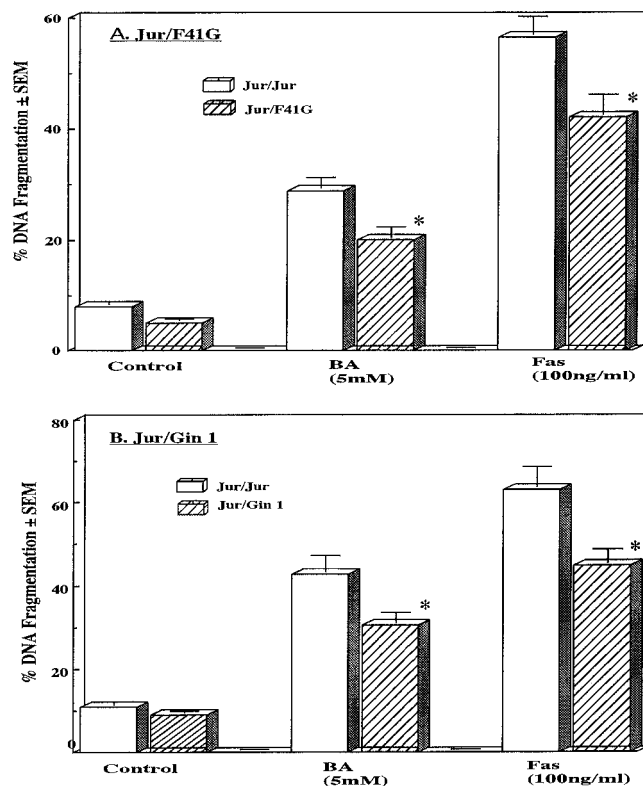 60
A. Jur/F41G
Jur/Jur
Jur/F41G
*
*
40
20
0
% DNA Fragmentation ± SEM
Control
BA
(5mM)
Fas
(100ng/ml)
80
B. Jur/Gin 1
Jur/Jur
Jur/Gin 1
*
*
60
40
20
0
% DNA Fragmentation ± SEM
Control
BA
(5mM)
Fas
(100ng/ml)